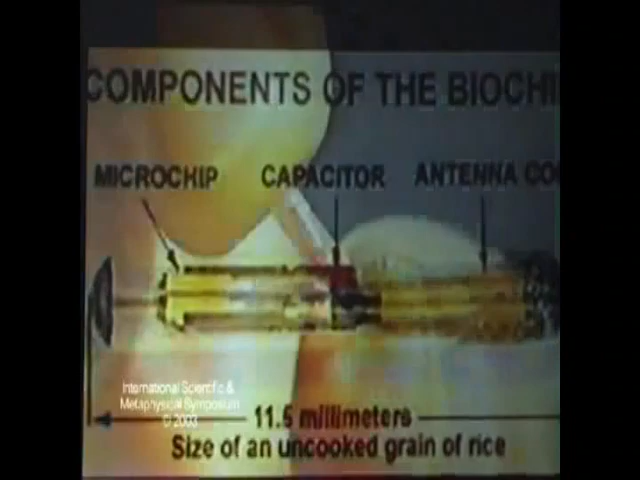 COMPONENTS OF THE BIOCHI
MICROCHIP CAPACITOR ANTENNA CO
11.5 millimeters
Size of an uncooked grain of rice
International Scientific &
Metaphysical Symposium
© 2003